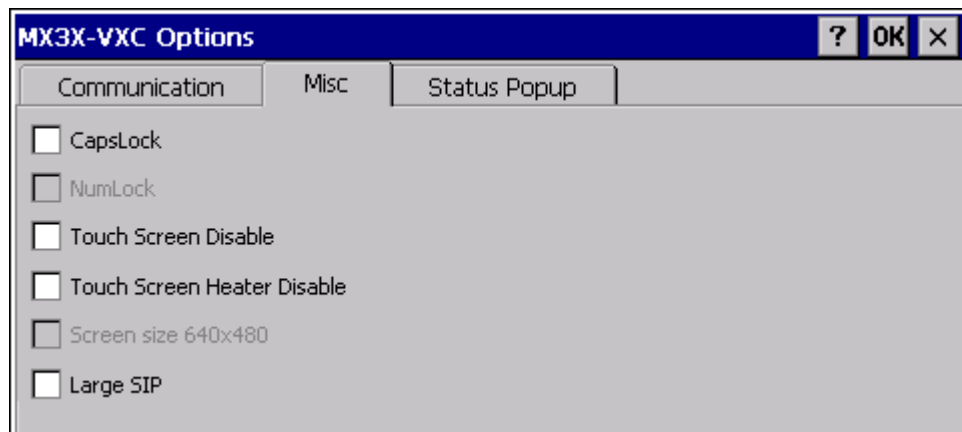 MX3X-VXC Options ? OK ×
Communication Misc Status Popup
CapsLock
NumLock
Touch Screen Disable
Touch Screen Heater Disable
Screen size 640x480
Large SIP